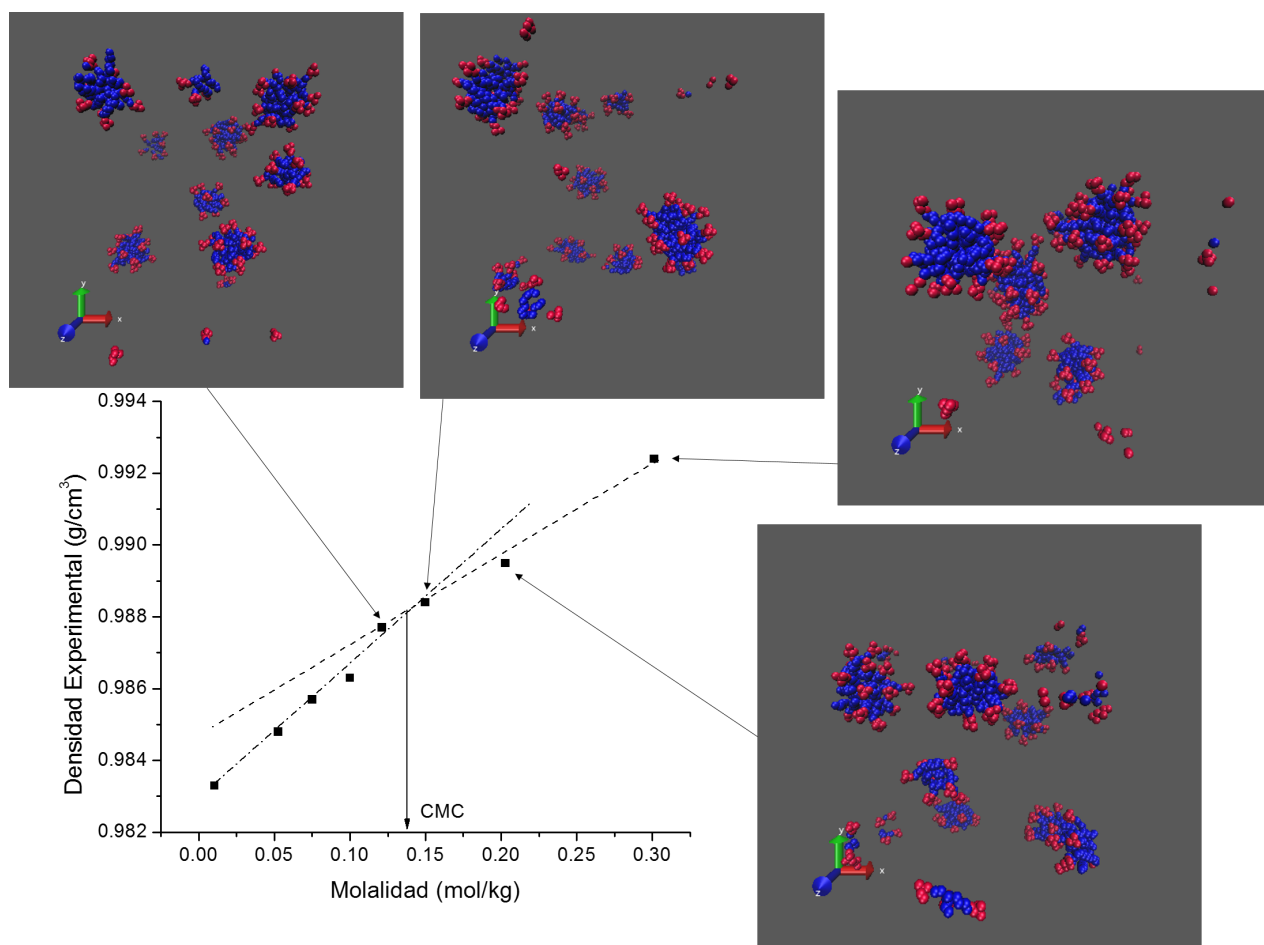 y
x
z
y
x
z
y
x
z
0.994
0.992
0.990
0.988
0.986
0.984
0.982
Densidad Experimental (g/cm³)
CMC
0.00 0.05 0.10 0.15 0.20 0.25 0.30
Molalidad (mol/kg)
y
x
z